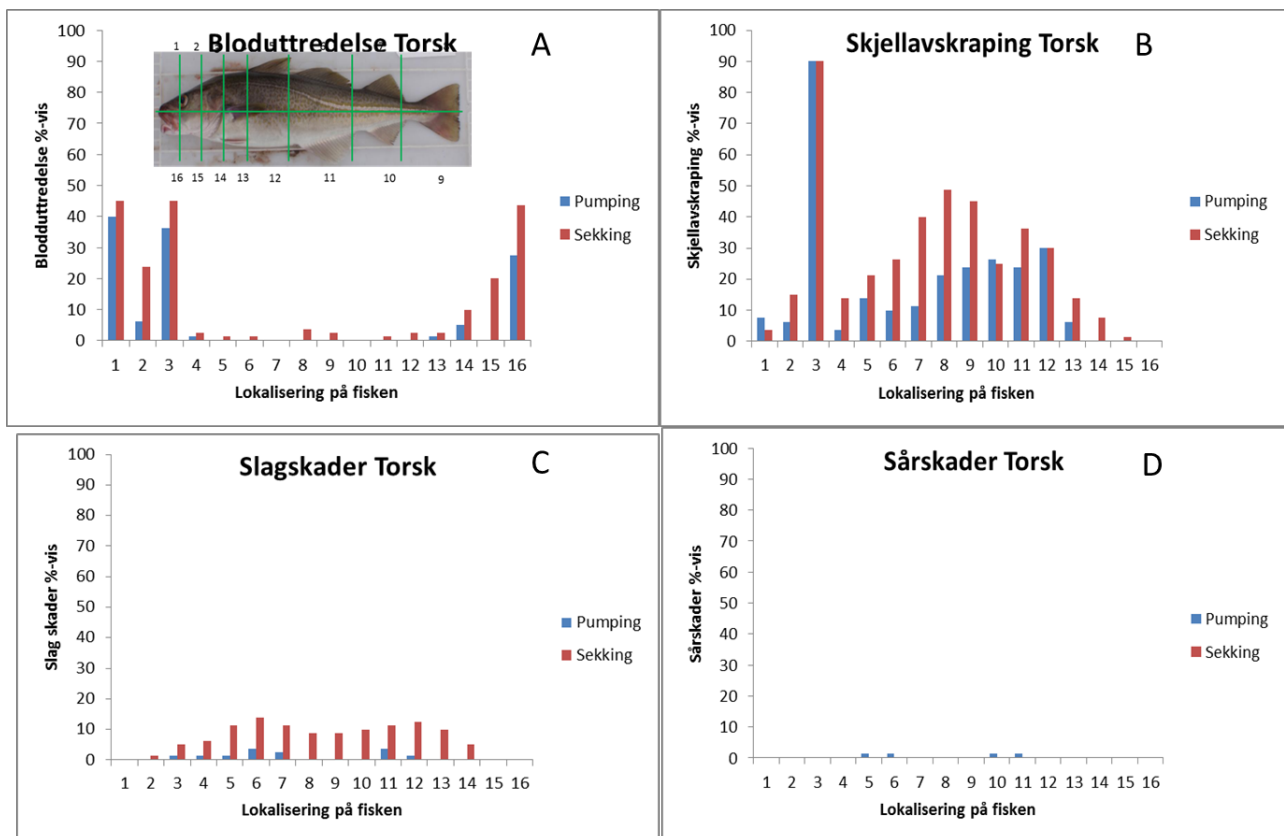 Bloduttredelse Torsk
A
100
90
80
70
60
50
40
30
20
10
0
Blodduttredelse %-vis
1 2
16 15 14 13 12 11 10 9
Pumping
Sekking
1 2 3 4 5 6 7 8 9 10 11 12 13 14 15 16
Lokalisering på fisken
Skjellavskraping Torsk
B
100
90
80
70
60
50
40
30
20
10
0
Skjellavskraping %-vis
Pumping
Sekking
1 2 3 4 5 6 7 8 9 10 11 12 13 14 15 16
Lokalisering på fisken
Slagskader Torsk
C
100
90
80
70
60
50
40
30
20
10
0
Slag skader %-vis
Pumping
Sekking
1 2 3 4 5 6 7 8 9 10 11 12 13 14 15 16
Lokalisering på fisken
Sårskader Torsk
D
100
90
80
70
60
50
40
30
20
10
0
Sårskader %-vis
Pumping
Sekking
1 2 3 4 5 6 7 8 9 10 11 12 13 14 15 16
Lokalisering på fisken